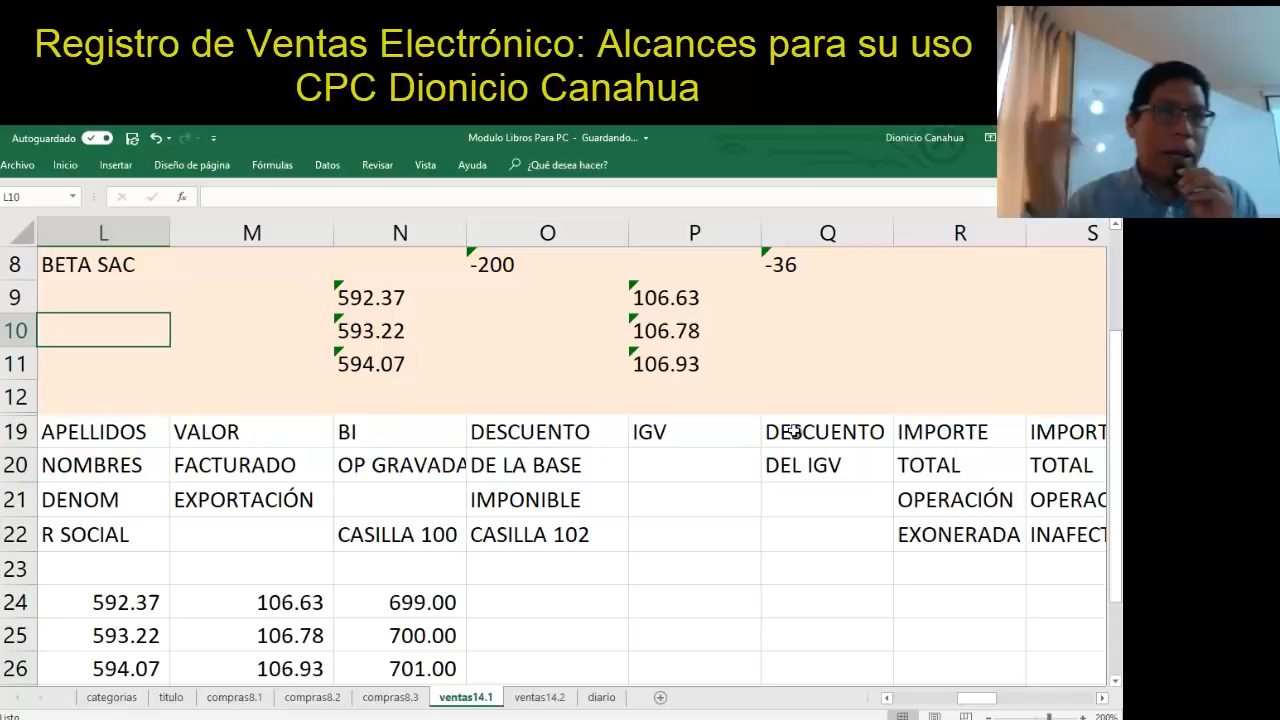 Registro de Ventas Electrónico: Alcances para su uso
CPC Dionicio Canahua
Autoguardado
Modulo Libros Para PC - Guardando...
Dionicio Canahua
Archivo Inicio Insertar Diseño de página Fórmulas Datos Revisar Vista Ayuda ¿Qué desea hacer?
L10 fx
L M N O P Q R S
8 BETA SAC -200 -36
9 592.37 106.63
10 593.22 106.78
11 594.07 106.93
12
19 APELLIDOS VALOR BI DESCUENTO IGV DESCUENTO IMPORTE IMPORT
20 NOMBRES FACTURADO OP GRAVADA DE LA BASE DEL IGV TOTAL TOTAL
21 DENOM EXPORTACIÓN IMPONIBLE OPERACIÓN OPERAC
22 R SOCIAL CASILLA 100 CASILLA 102 EXONERADA INAFECT
23
24 592.37 106.63 699.00
25 593.22 106.78 700.00
26 594.07 106.93 701.00
categorias titulo compras8.1 compras8.2 compras8.3 ventas14.1 ventas14.2 diario
Listo 200%